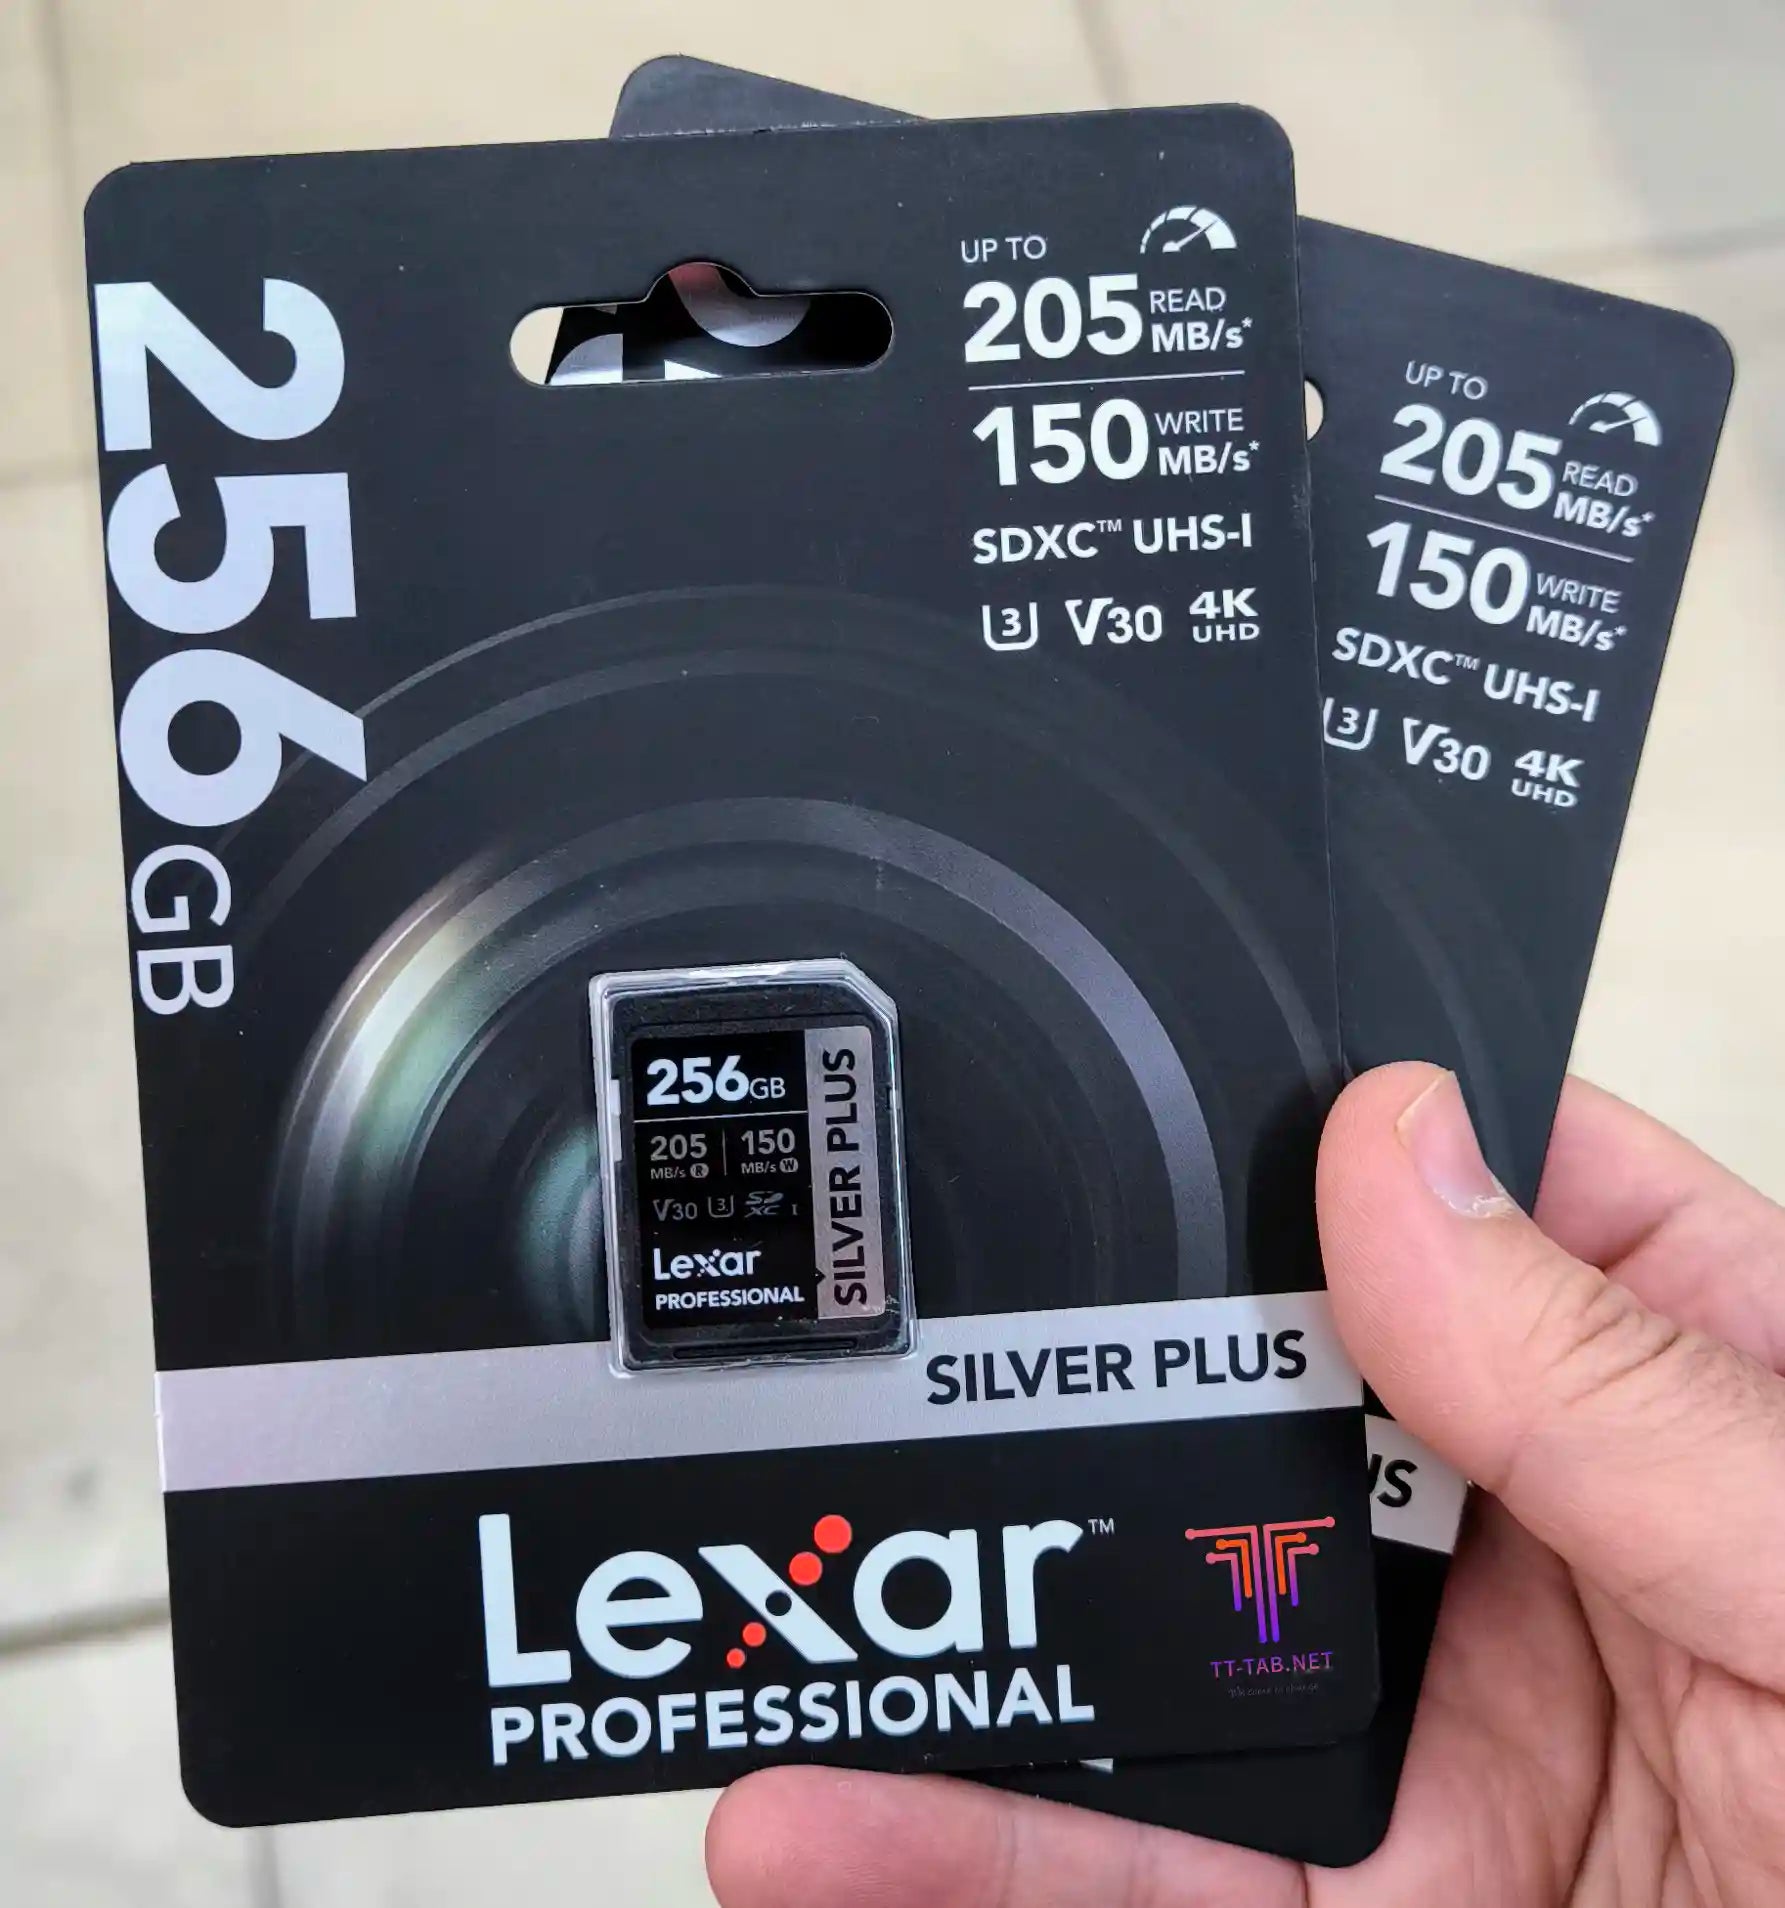 256GB
UP TO
205 READ MB/s*
150 WRITE MB/s*
SDXC™ UHS-I
3 V30 4K UHD
256GB
205 MB/s R | 150 MB/s W
V30 3 SDXC I
Lexar
PROFESSIONAL
SILVER PLUS
SILVER PLUS
Lexar™
PROFESSIONAL
TT-TAB.NET
UP TO
205 READ MB/s*
150 WRITE MB/s*
SDXC™ UHS-I
3 V30 4K UHD
US